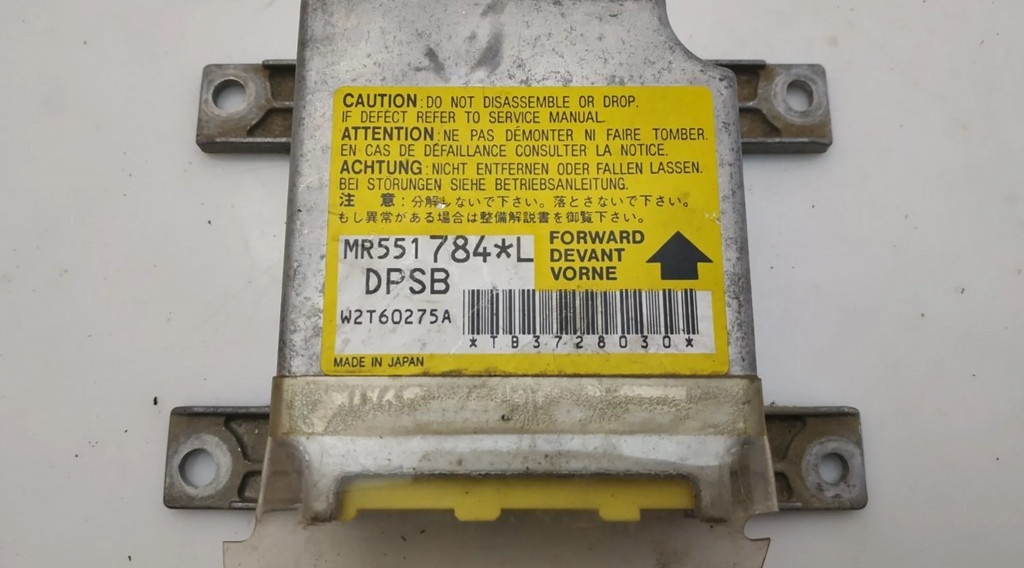 CAUTION : DO NOT DISASSEMBLE OR DROP.
IF DEFECT REFER TO SERVICE MANUAL.
ATTENTION : NE PAS DÉMONTER NI FAIRE TOMBER.
EN CAS DE DÉFAILLANCE CONSULTER LA NOTICE.
ACHTUNG : NICHT ENTFERNEN ODER FALLEN LASSEN.
BEI STÖRUNGEN SIEHE BETRIEBSANLEITUNG.
注 意 : 分解しないで下さい。落とさないで下さい。
もし異常がある場合は整備解説書を御覧下さい。
MR551784*L
DPSB
FORWARD
DEVANT
VORNE
W2T60275A
*TB3728030*
MADE IN JAPAN